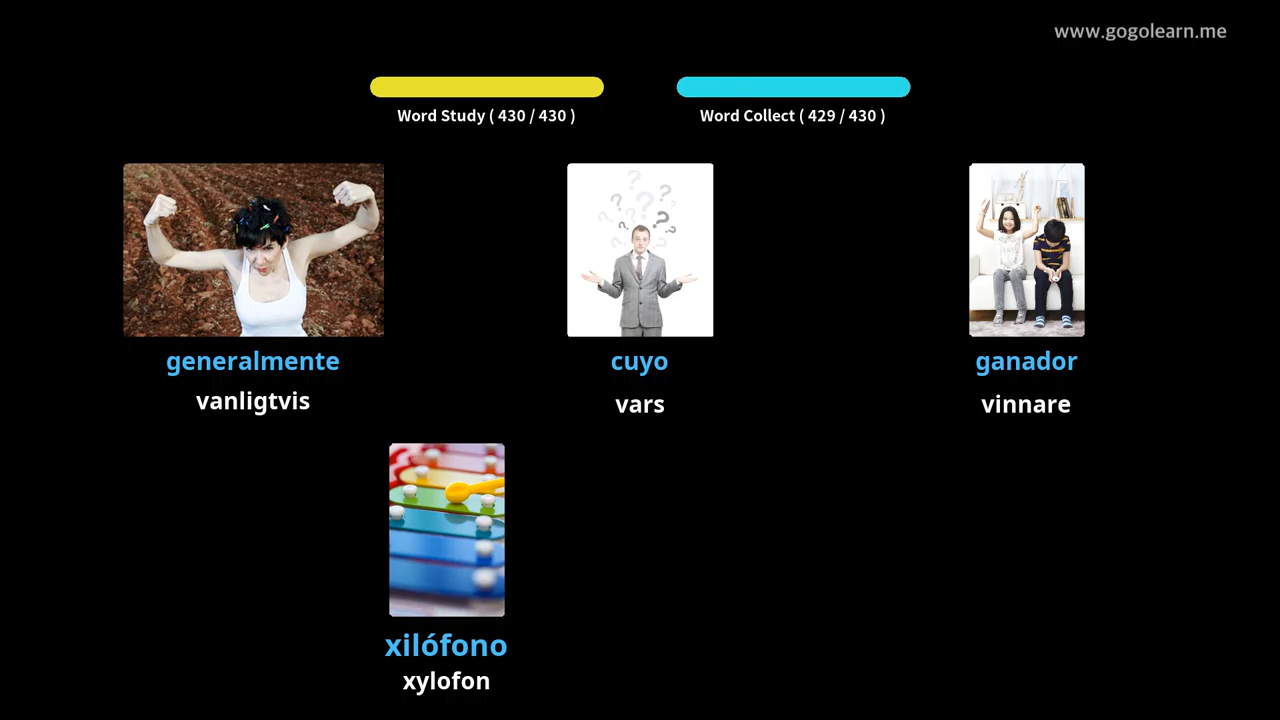 www.gogolearn.me
Word Study ( 430 / 430 )
Word Collect ( 429 / 430 )
generalmente
vanligtvis
cuyo
vars
ganador
vinnare
xilófono
xylofon